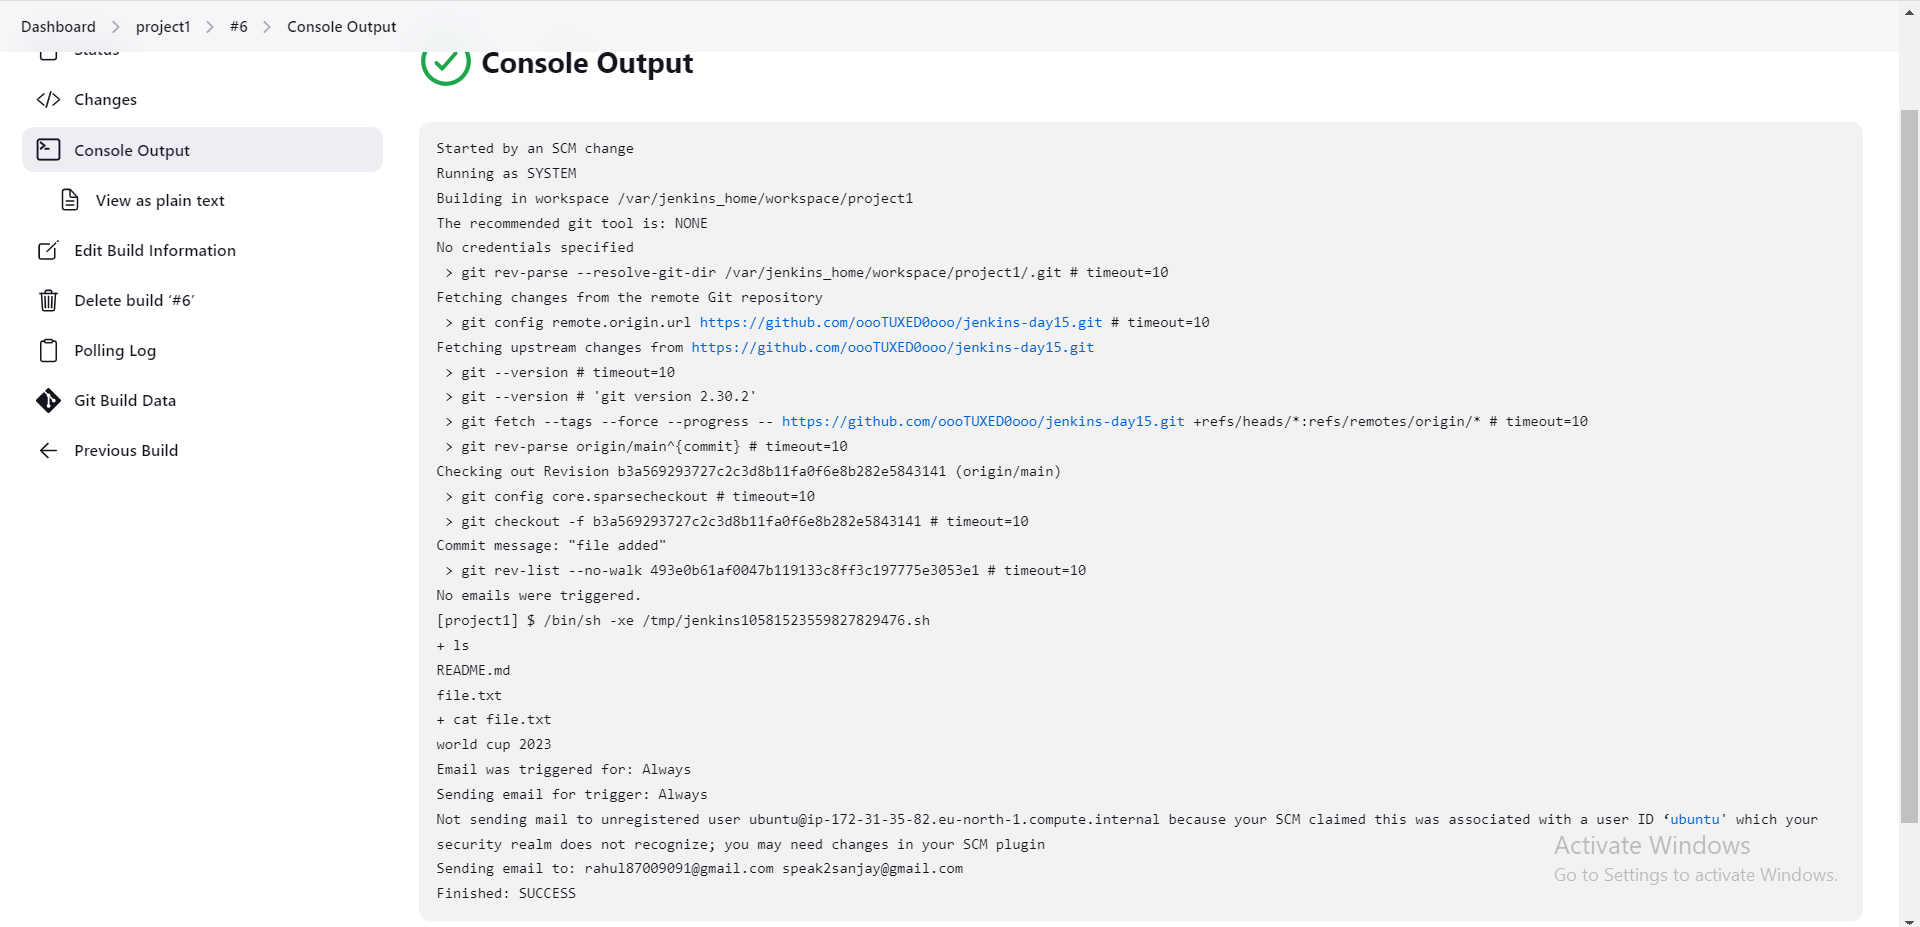 Dashboard > project1 > #6 > Console Output
Status
Changes
Console Output
View as plain text
Edit Build Information
Delete build ‘#6’
Polling Log
Git Build Data
Previous Build
Console Output
Started by an SCM change
Running as SYSTEM
Building in workspace /var/jenkins_home/workspace/project1
The recommended git tool is: NONE
No credentials specified
 > git rev-parse --resolve-git-dir /var/jenkins_home/workspace/project1/.git # timeout=10
Fetching changes from the remote Git repository
 > git config remote.origin.url https://github.com/oooTUXED0ooo/jenkins-day15.git # timeout=10
Fetching upstream changes from https://github.com/oooTUXED0ooo/jenkins-day15.git
 > git --version # timeout=10
 > git --version # 'git version 2.30.2'
 > git fetch --tags --force --progress -- https://github.com/oooTUXED0ooo/jenkins-day15.git +refs/heads/*:refs/remotes/origin/* # timeout=10
 > git rev-parse origin/main^{commit} # timeout=10
Checking out Revision b3a569293727c2c3d8b11fa0f6e8b282e5843141 (origin/main)
 > git config core.sparsecheckout # timeout=10
 > git checkout -f b3a569293727c2c3d8b11fa0f6e8b282e5843141 # timeout=10
Commit message: "file added"
 > git rev-list --no-walk 493e0b61af0047b119133c8ff3c197775e3053e1 # timeout=10
No emails were triggered.
[project1] $ /bin/sh -xe /tmp/jenkins10581523559827829476.sh
+ ls
README.md
file.txt
+ cat file.txt
world cup 2023
Email was triggered for: Always
Sending email for trigger: Always
Not sending mail to unregistered user ubuntu@ip-172-31-35-82.eu-north-1.compute.internal because your SCM claimed this was associated with a user ID ‘ubuntu' which your
security realm does not recognize; you may need changes in your SCM plugin
Sending email to: rahul87009091@gmail.com speak2sanjay@gmail.com
Finished: SUCCESS
Activate Windows
Go to Settings to activate Windows.